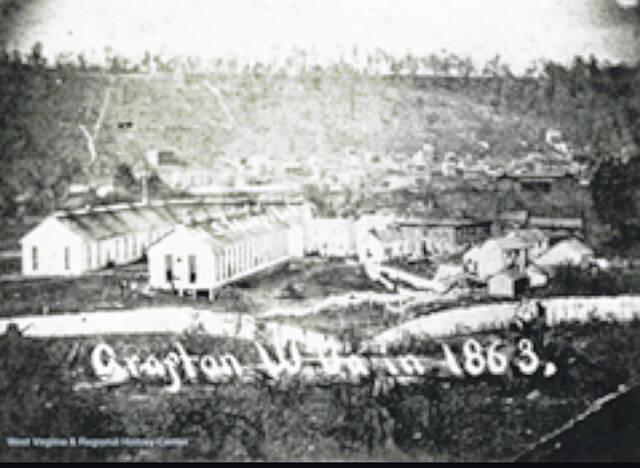 Grafton W. Va in 1863.
West Virginia & Regional History Center